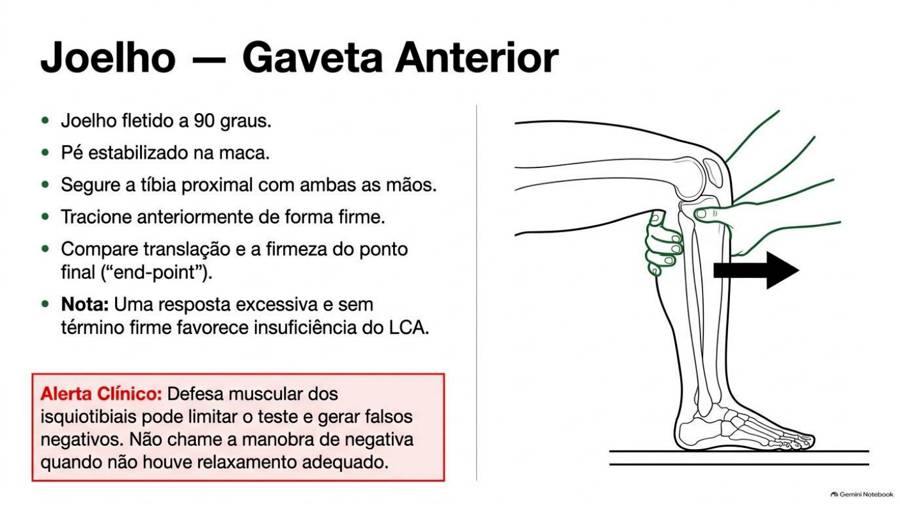 Joelho — Gaveta Anterior
• Joelho fletido a 90 graus.
• Pé estabilizado na maca.
• Segure a tíbia proximal com ambas as mãos.
• Tracione anteriormente de forma firme.
• Compare translação e a firmeza do ponto
final (“end-point”).
• Nota: Uma resposta excessiva e sem
término firme favorece insuficiência do LCA.
Alerta Clínico: Defesa muscular dos
isquiotibiais pode limitar o teste e gerar falsos
negativos. Não chame a manobra de negativa
quando não houve relaxamento adequado.
Gemini Notebook